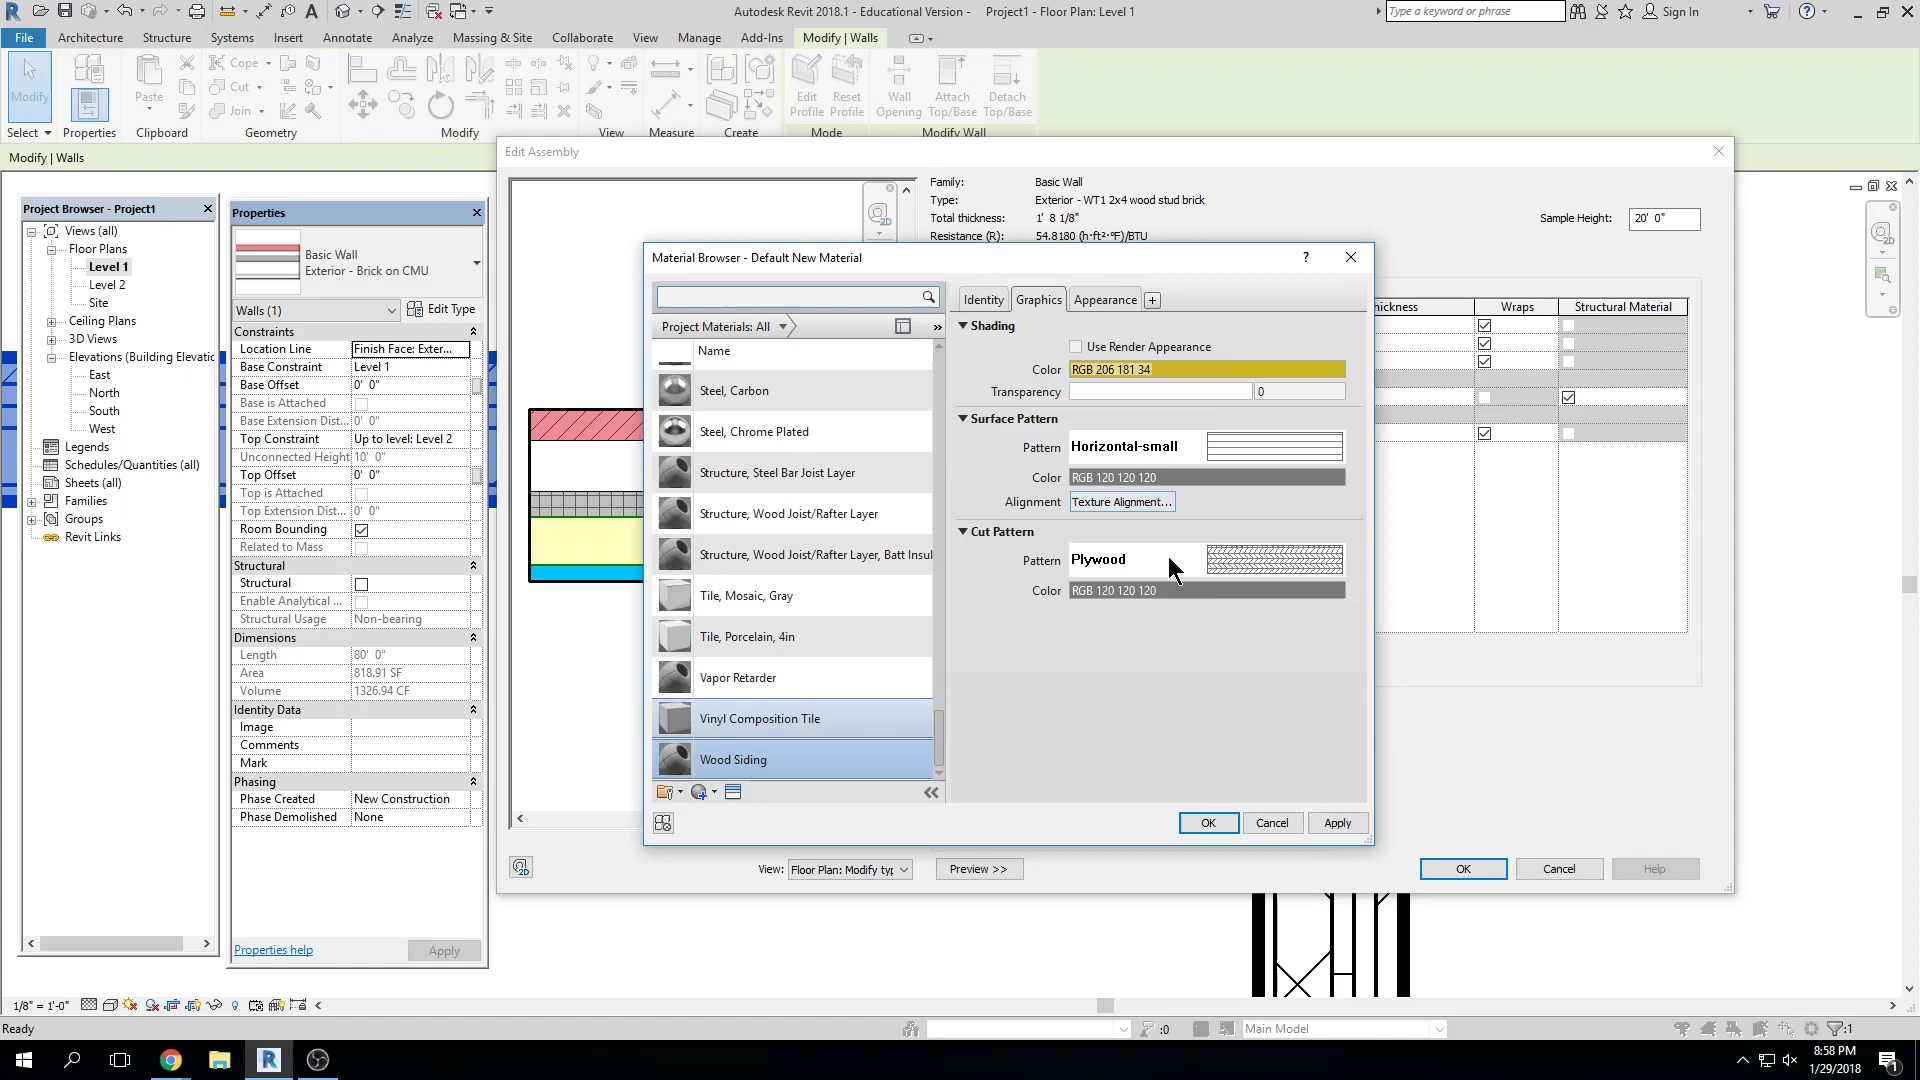 Autodesk Revit 2018.1 - Educational Version -    Project1 - Floor Plan: Level 1
Type a keyword or phrase
Sign In
File  Architecture  Structure  Systems  Insert  Annotate  Analyze  Massing & Site  Collaborate  View  Manage  Add-Ins  Modify | Walls
Modify  Paste  Cope  Cut  Join  Edit Profile  Reset Profile  Wall Opening  Attach Top/Base  Detach Top/Base
Select  Properties  Clipboard  Geometry  Modify  View  Measure  Create  Mode  Modify Wall
Modify | Walls
Project Browser - Project1
Views (all)
Floor Plans
Level 1
Level 2
Site
Ceiling Plans
3D Views
Elevations (Building Elevatic
East
North
South
West
Legends
Schedules/Quantities (all)
Sheets (all)
Families
Groups
Revit Links
Properties
Basic Wall
Exterior - Brick on CMU
Walls (1)  Edit Type
Constraints
Location Line  Finish Face: Exter...
Base Constraint  Level 1
Base Offset  0'  0"
Base is Attached
Base Extension Dist...  0'  0"
Top Constraint  Up to level: Level 2
Unconnected Height  10'  0"
Top Offset  0'  0"
Top is Attached
Top Extension Dist...  0'  0"
Room Bounding
Related to Mass
Structural
Structural
Enable Analytical ...
Structural Usage  Non-bearing
Dimensions
Length  80'  0"
Area  818.91 SF
Volume  1326.94 CF
Identity Data
Image
Comments
Mark
Phasing
Phase Created  New Construction
Phase Demolished  None
Properties help  Apply
Edit Assembly
Family:  Basic Wall
Type:  Exterior - WT1 2x4 wood stud brick
Total thickness:  1'  8 1/8"
Resistance (R):  54.8180 (h·ft²·°F)/BTU
Sample Height:  20'  0"
hickness  Wraps  Structural Material
2D
Material Browser - Default New Material
?
Project Materials: All
Name
Steel, Carbon
Steel, Chrome Plated
Structure, Steel Bar Joist Layer
Structure, Wood Joist/Rafter Layer
Structure, Wood Joist/Rafter Layer, Batt Insul
Tile, Mosaic, Gray
Tile, Porcelain, 4in
Vapor Retarder
Vinyl Composition Tile
Wood Siding
Identity  Graphics  Appearance
Shading
Use Render Appearance
Color  RGB 206 181 34
Transparency  0
Surface Pattern
Pattern  Horizontal-small
Color  RGB 120 120 120
Alignment  Texture Alignment...
Cut Pattern
Pattern  Plywood
Color  RGB 120 120 120
OK  Cancel  Apply
View:  Floor Plan: Modify typ  Preview >>
OK  Cancel  Help
1/8" = 1'-0"
Ready  :0  Main Model  :1
8:58 PM
1/29/2018